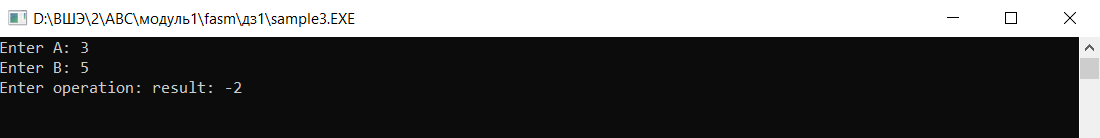 D:\ВШЭ\2\АВС\модуль1\fasm\дз1\sample3.EXE
Enter A: 3
Enter B: 5
Enter operation: result: -2